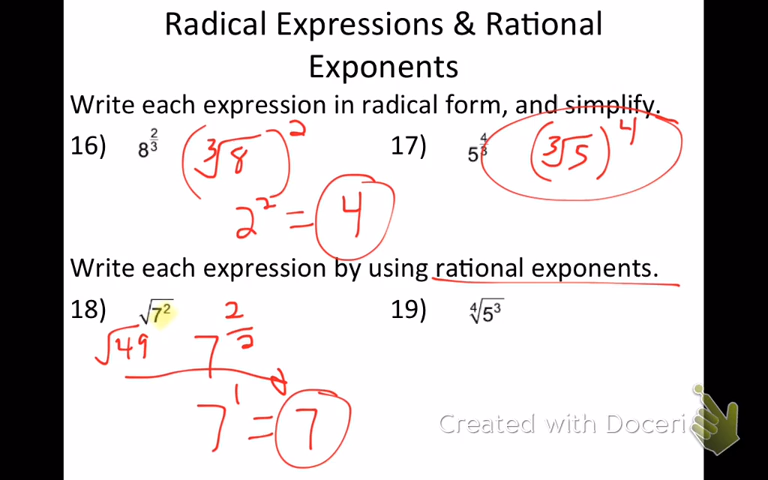 Radical Expressions & Rational
Exponents
Write each expression in radical form, and simplify.
16) 8^(2/3) (∛8)^2 17) 5^(4/3) (∛5)^4
2^2 = 4
Write each expression by using rational exponents.
18) √7^2 7^(2/2) 19) ∜5^3
√49
7^1 = 7
Created with Doceri